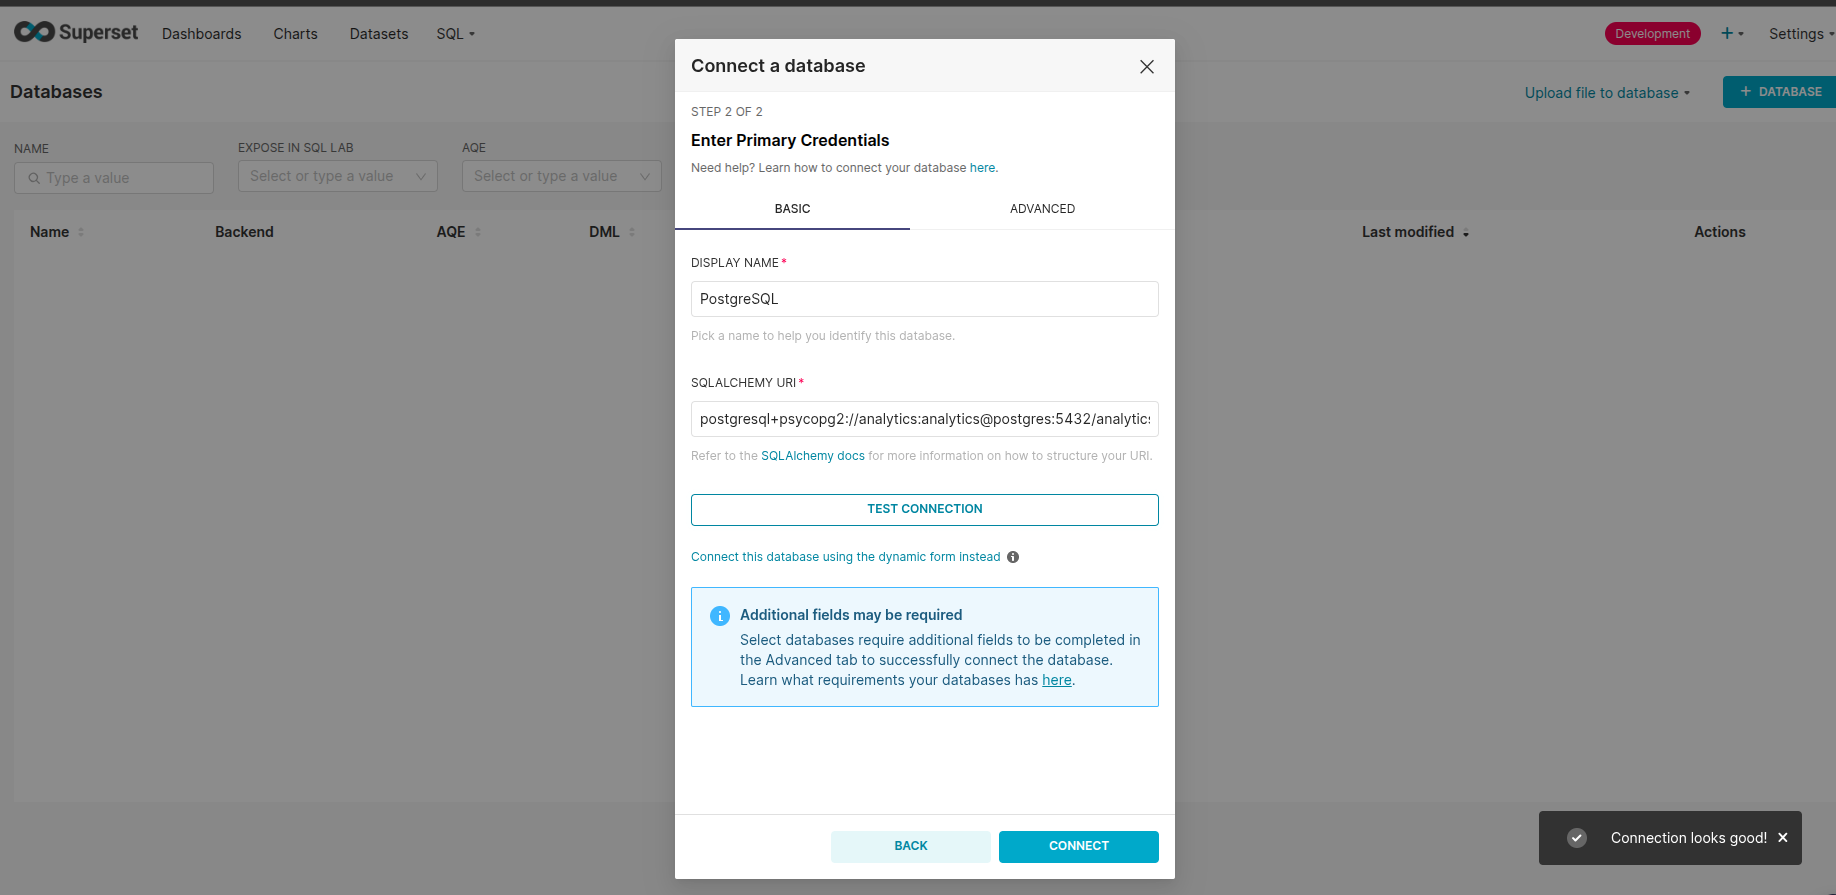 Superset
Dashboards
Charts
Datasets
SQL
Development
+
Settings
Databases
Upload file to database
+ DATABASE
NAME
EXPOSE IN SQL LAB
AQE
Type a value
Select or type a value
Select or type a value
Name
Backend
AQE
DML
Last modified
Actions
Connect a database
STEP 2 OF 2
Enter Primary Credentials
Need help? Learn how to connect your database here.
BASIC
ADVANCED
DISPLAY NAME*
PostgreSQL
Pick a name to help you identify this database.
SQLALCHEMY URI*
postgresql+psycopg2://analytics:analytics@postgres:5432/analytics
Refer to the SQLAlchemy docs for more information on how to structure your URI.
TEST CONNECTION
Connect this database using the dynamic form instead
Additional fields may be required
Select databases require additional fields to be completed in
the Advanced tab to successfully connect the database.
Learn what requirements your databases has here.
BACK
CONNECT
Connection looks good!